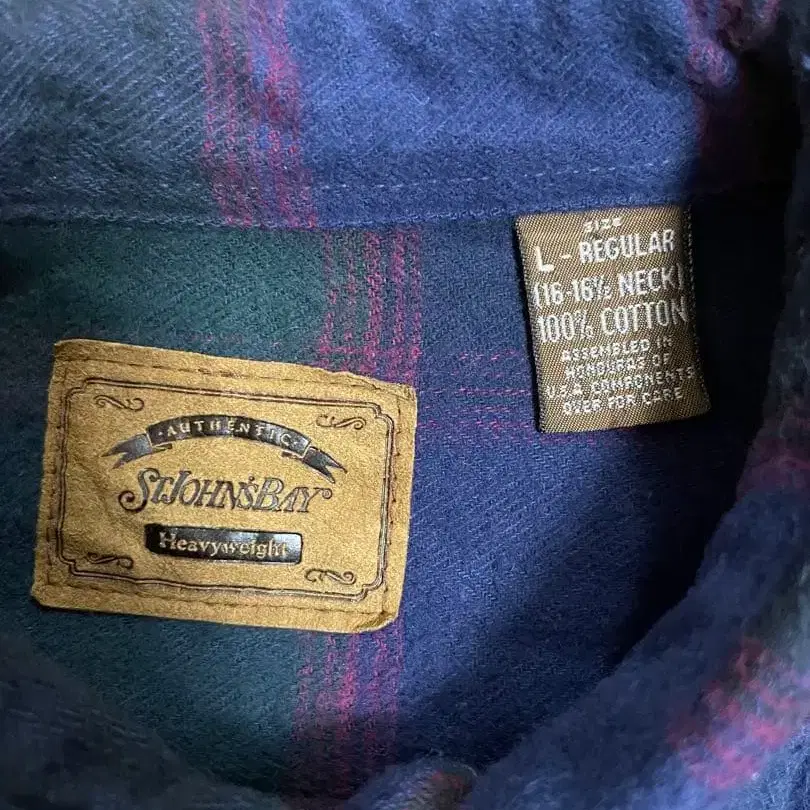 AUTHENTIC
ST. JOHN'S BAY
Heavyweight
SIZE
L - REGULAR
(16-16½ NECK)
100% COTTON
ASSEMBLED IN
HONDURAS OF
U.S.A COMPONENTS
OVER FOR CARE